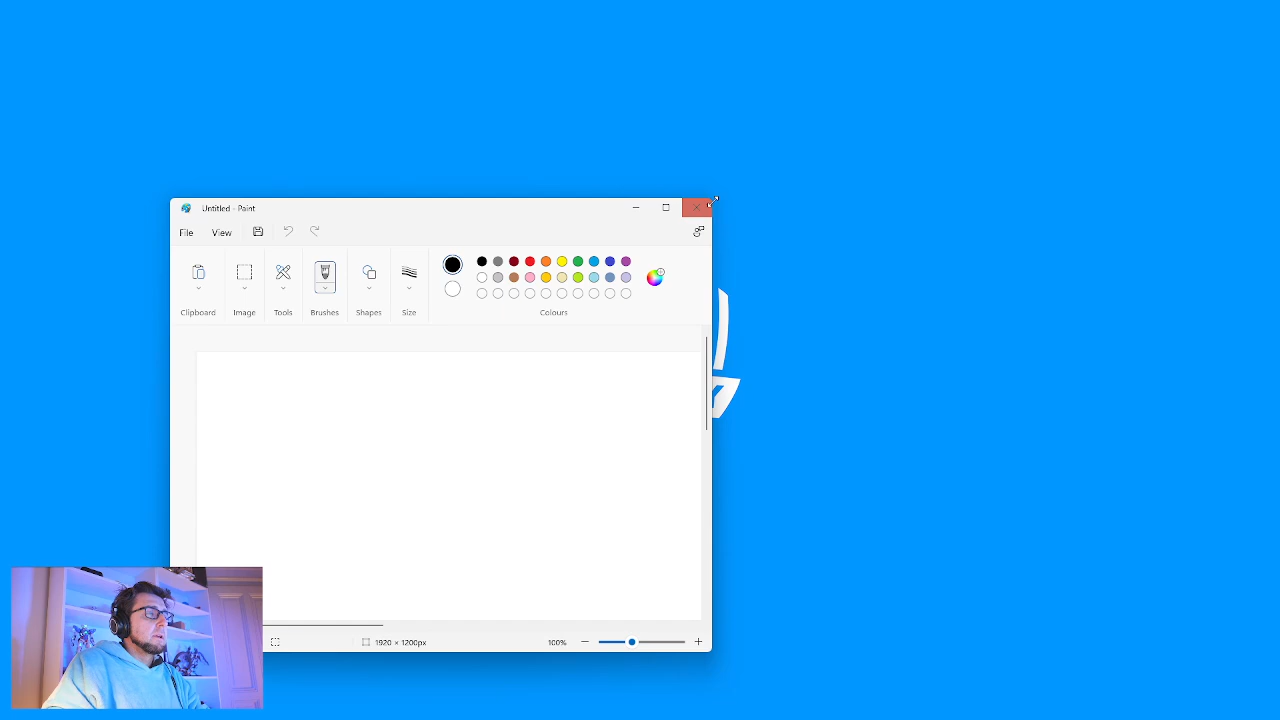 Untitled - Paint
File View
Clipboard Image Tools Brushes Shapes Size Colours
1920 × 1200px 100%